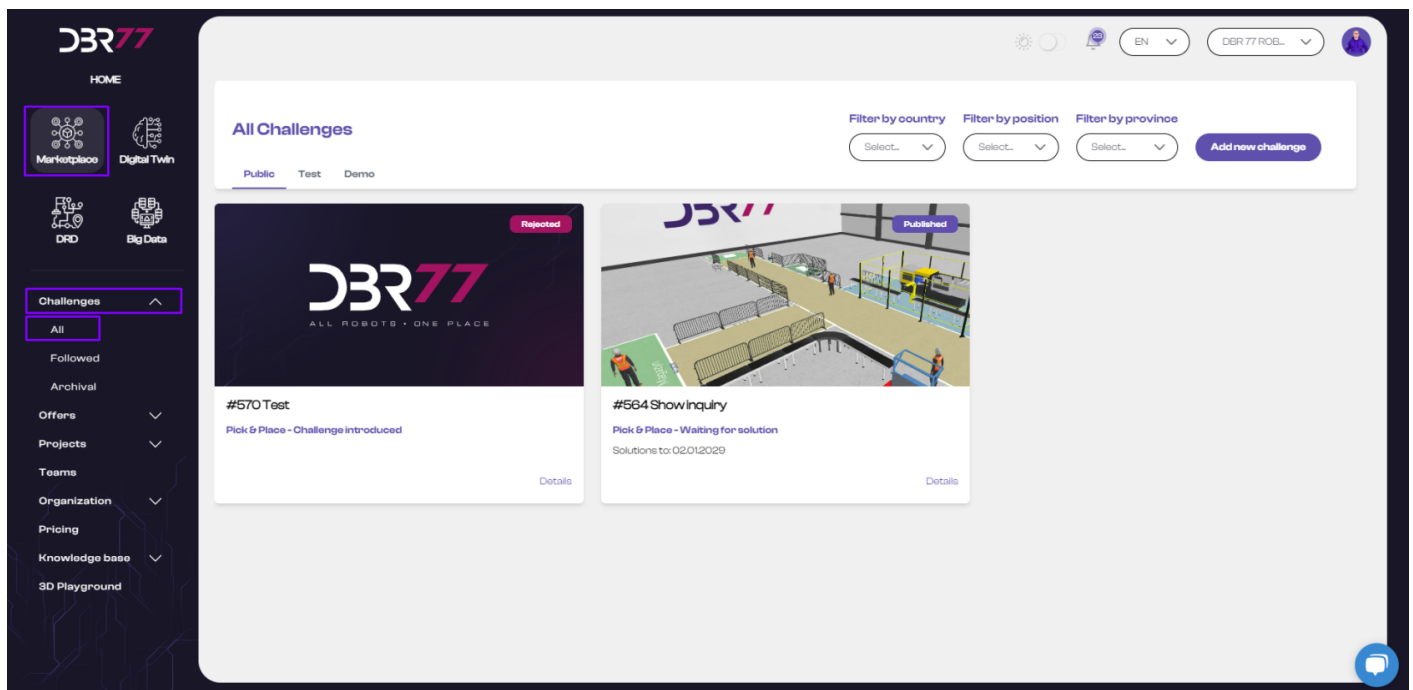 DBR77
HOME
Marketplace
Digital Twin
DRD
Big Data
Challenges
All
Followed
Archival
Offers
Projects
Teams
Organization
Pricing
Knowledge base
3D Playground
23
EN
DBR 77 ROB...
All Challenges
Public Test Demo
Filter by country
Select...
Filter by position
Select...
Filter by province
Select...
Add new challenge
Rejected
DBR77
ALL ROBOTS • ONE PLACE
#570 Test
Pick & Place - Challenge introduced
Details
DBR77
Published
#564 Show inquiry
Pick & Place - Waiting for solution
Solutions to: 02.01.2029
Details